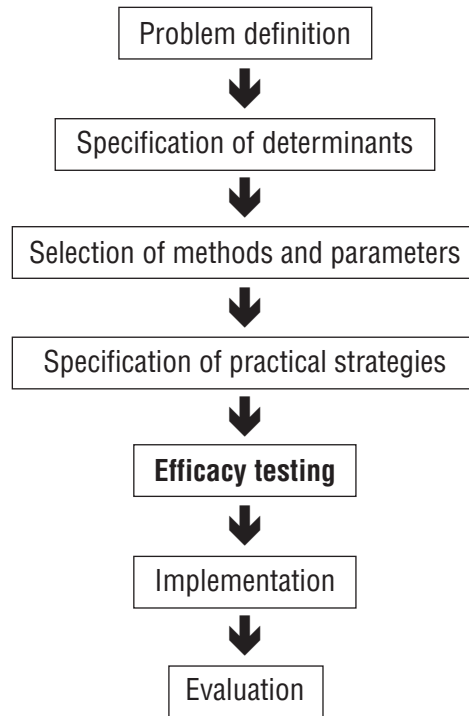 Problem definition
Specification of determinants
Selection of methods and parameters
Specification of practical strategies
Efficacy testing
Implementation
Evaluation